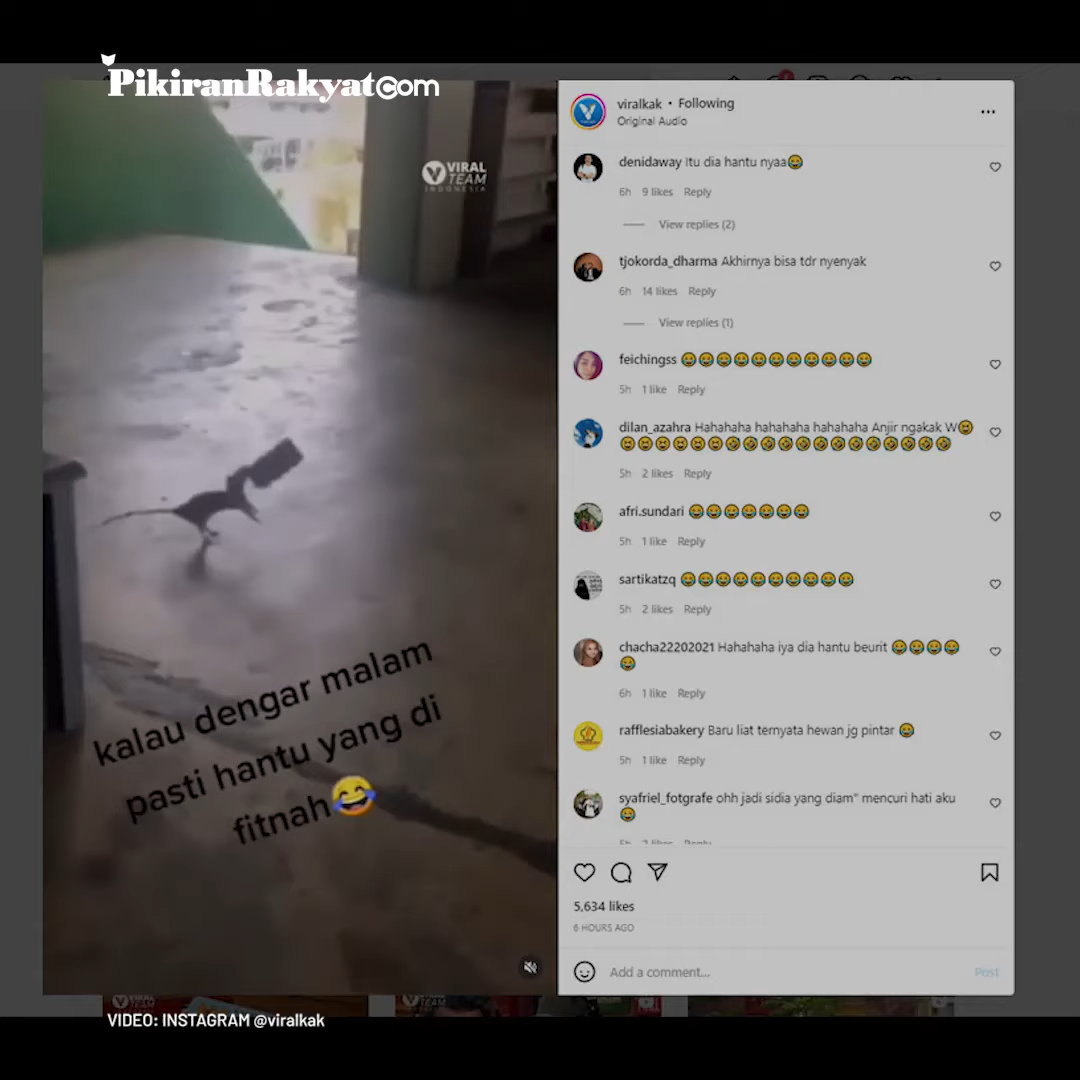 PikiranRakyat.com
VIRAL
TEAM
INDONESIA
kalau dengar malam
pasti hantu yang di
fitnah😂
viralkak • Following
Original Audio
denidaway Itu dia hantu nyaa😂
6h 9 likes Reply
View replies (2)
tjokorda_dharma Akhirnya bisa tdr nyenyak
6h 14 likes Reply
View replies (1)
feichingss 😂😂😂😂😂😂😂😂😂😂😂
5h 1 like Reply
dilan_azahra Hahahaha hahahaha hahahaha Anjir ngakak W😆
😆😆😆😆😆😆🤣🤣🤣🤣🤣🤣🤣🤣🤣🤣🤣🤣🤣
5h 2 likes Reply
afri.sundari 😂😂😂😂😂😂😂
5h 1 like Reply
sartikatzq 😂😂😂😂😂😂😂😂😂😂
5h 2 likes Reply
chacha22202021 Hahahaha iya dia hantu beurit 😂😂😂😂
😂
6h 1 like Reply
rafflesiabakery Baru liat ternyata hewan jg pintar 😂
5h 1 like Reply
syafriel_fotgrafe ohh jadi sidia yang diam" mencuri hati aku
😂
5,634 likes
6 HOURS AGO
Add a comment...
Post
VIDEO: INSTAGRAM @viralkak